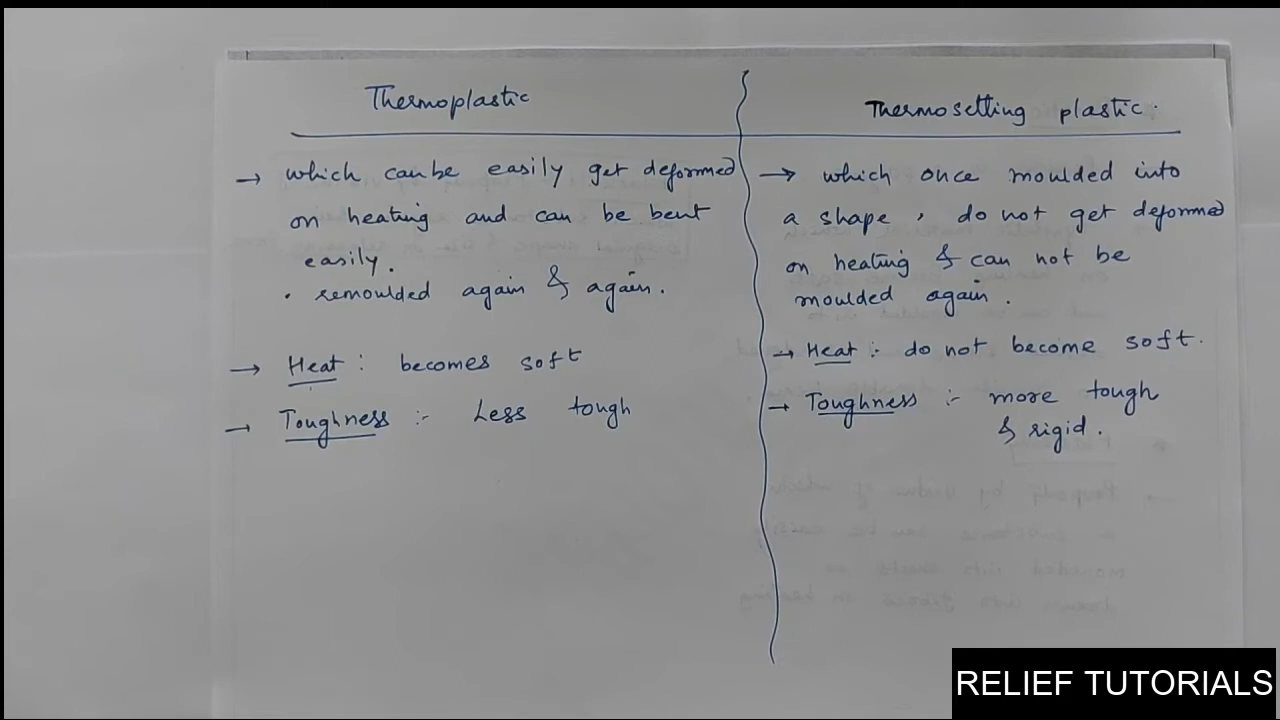 Thermoplastic
→ which canbe easily get deformed
on heating and can be bent
easily.
. remoulded again & again.
→ Heat : becomes soft
→ Toughness :- Less tough
Thermosetting plastic.
→ which once moulded into
a shape, do not get deformed
on heating & can not be
moulded again.
→ Heat :- do not become soft.
→ Toughness :- more tough
& rigid.
RELIEF TUTORIALS